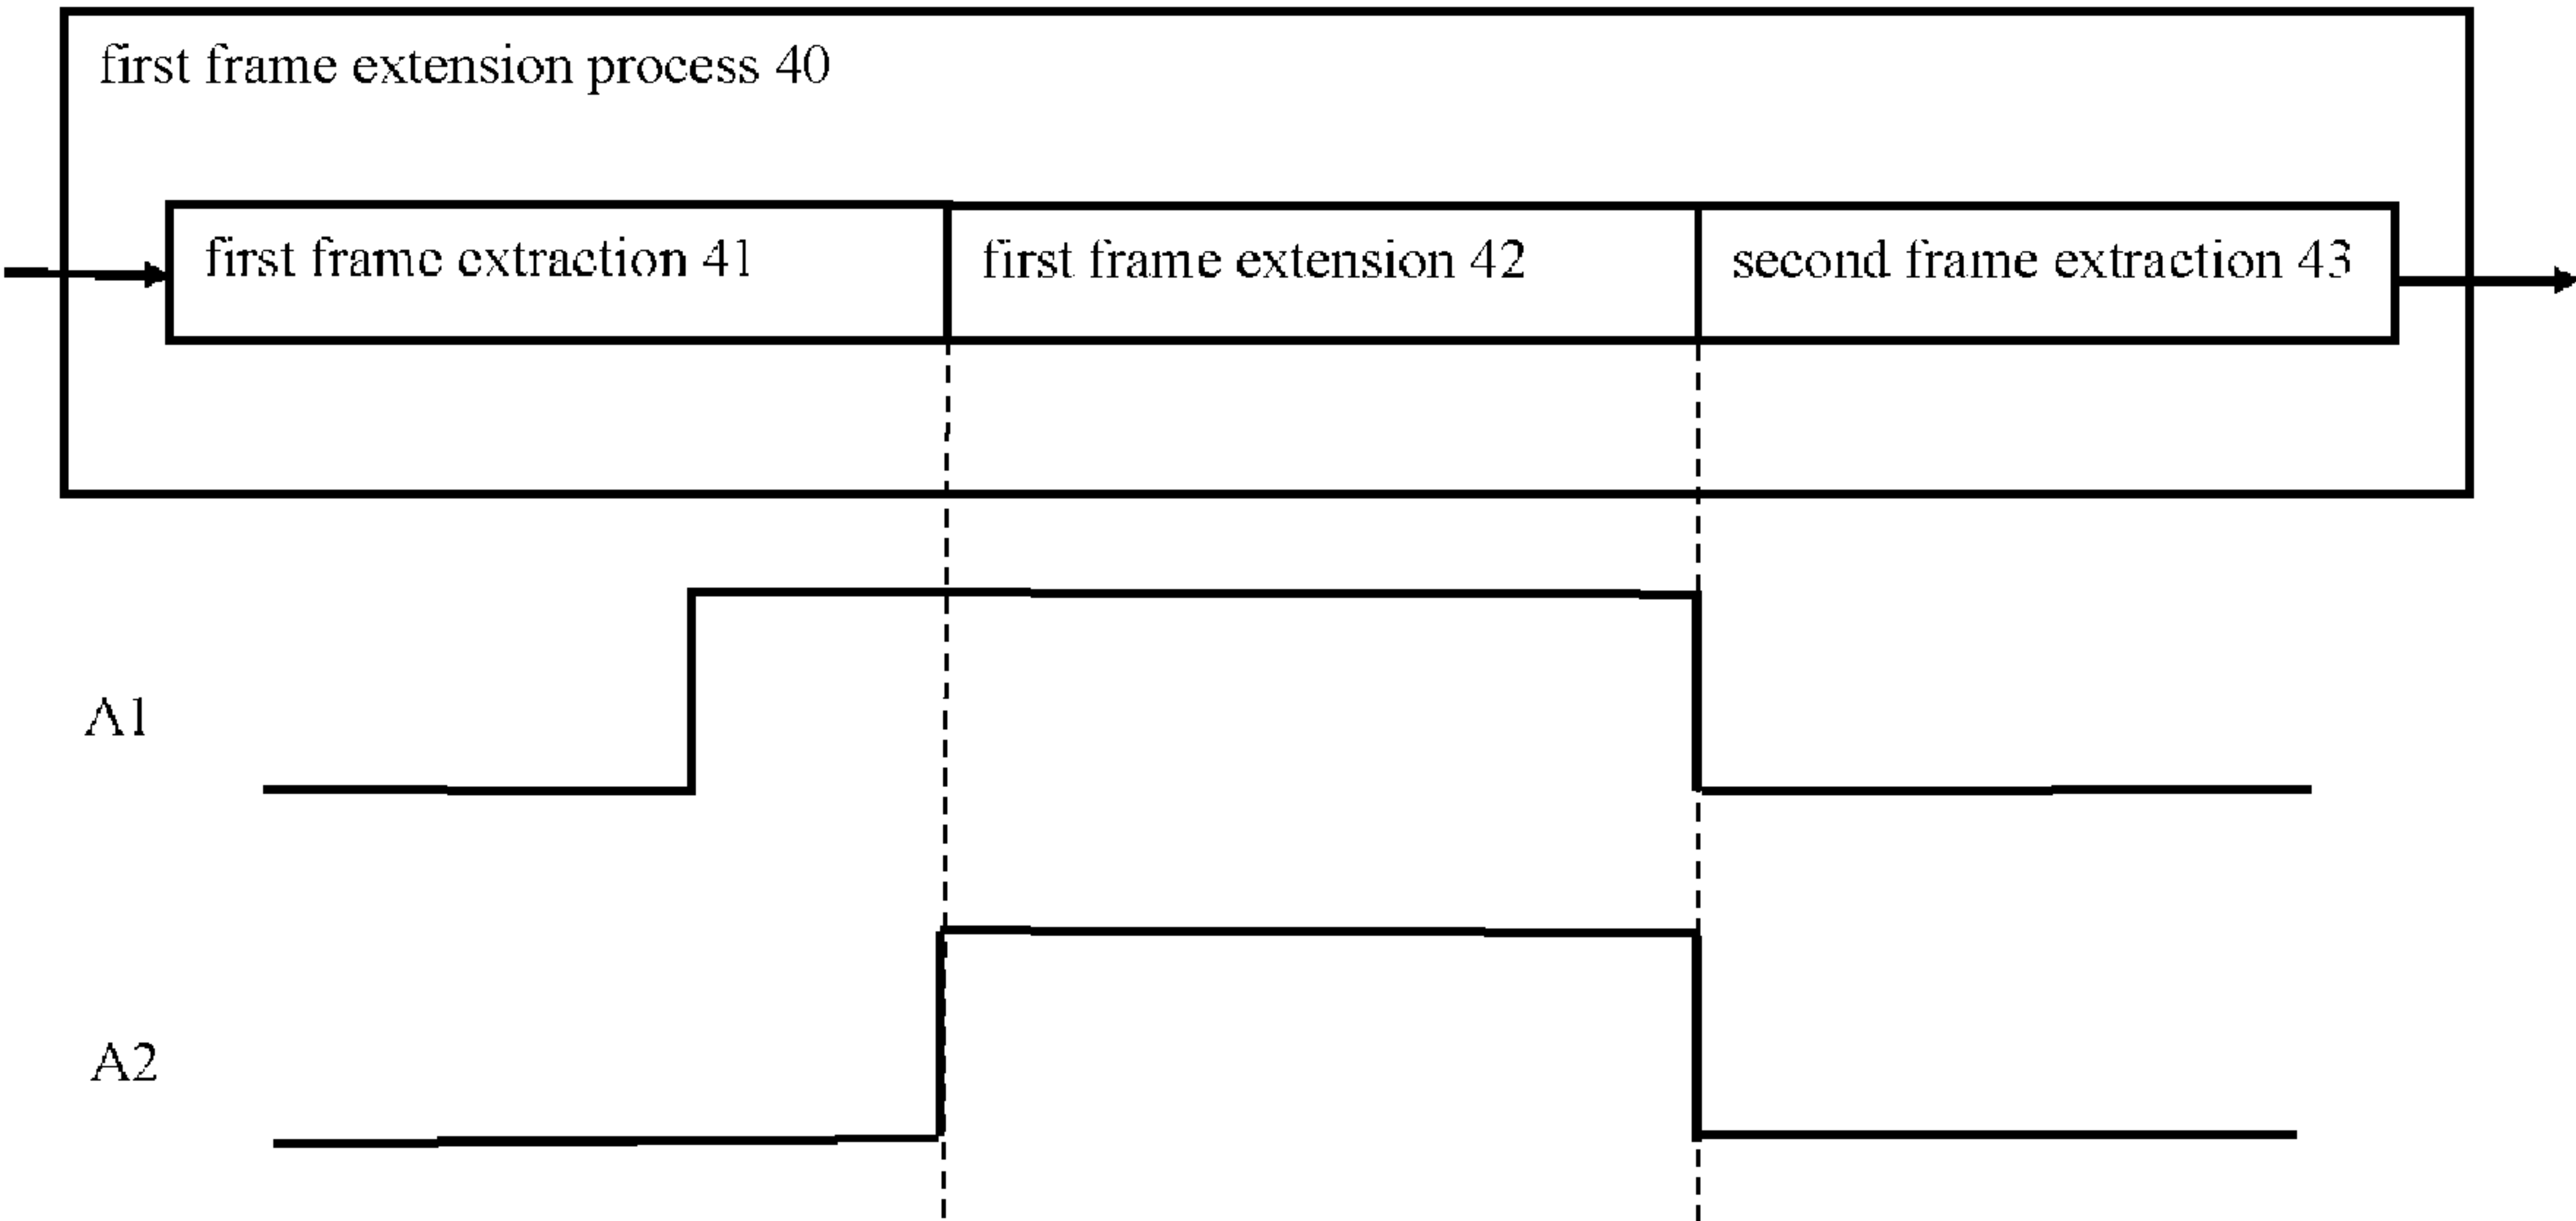 first frame extension process 40
first frame extraction 41
first frame extension 42
second frame extraction 43
A1
A2